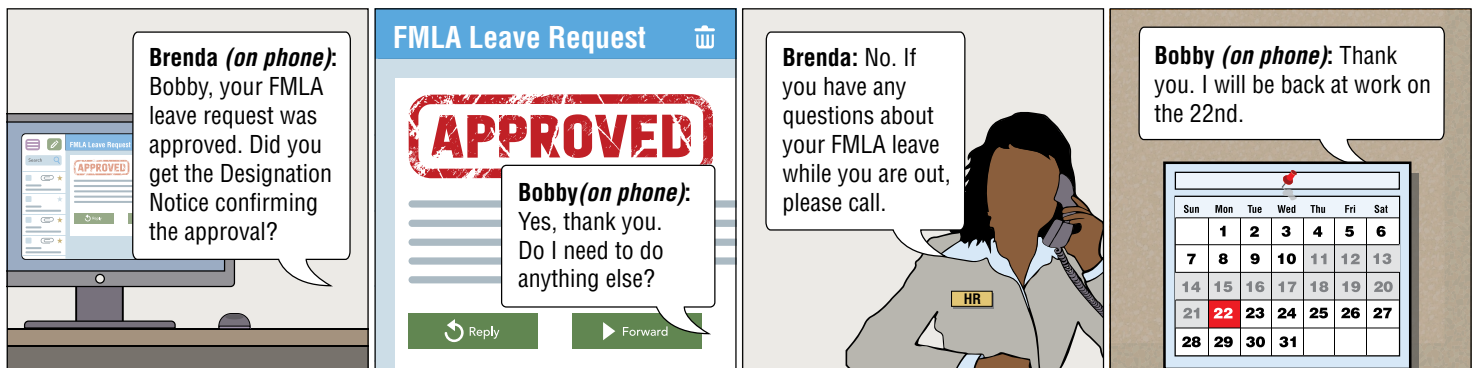 Brenda (on phone):
Bobby, your FMLA
leave request was
approved. Did you
get the Designation
Notice confirming
the approval?
FMLA Leave Request
Search
APPROVED
FMLA Leave Request
APPROVED
Bobby(on phone):
Yes, thank you.
Do I need to do
anything else?
Reply
Forward
Brenda: No. If
you have any
questions about
your FMLA leave
while you are out,
please call.
HR
Bobby (on phone): Thank
you. I will be back at work on
the 22nd.
Sun Mon Tue Wed Thu Fri Sat
1 2 3 4 5 6
7 8 9 10 11 12 13
14 15 16 17 18 19 20
21 22 23 24 25 26 27
28 29 30 31